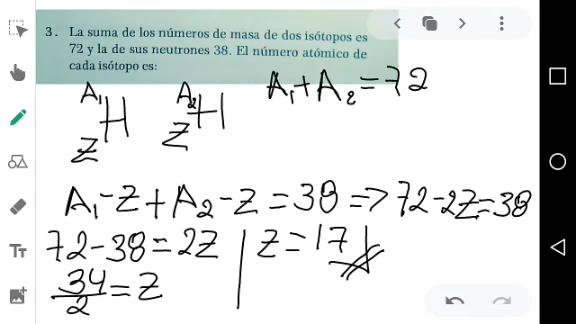 3. La suma de los números de masa de dos isótopos es
72 y la de sus neutrones 38. El número atómico de
cada isótopo es:
A₁ H Z A₂ H Z A₁+A₂=72
A₁-Z+A₂-Z=38=>72-2Z=38
72-38=2Z | Z=17
34/2=Z
Tт